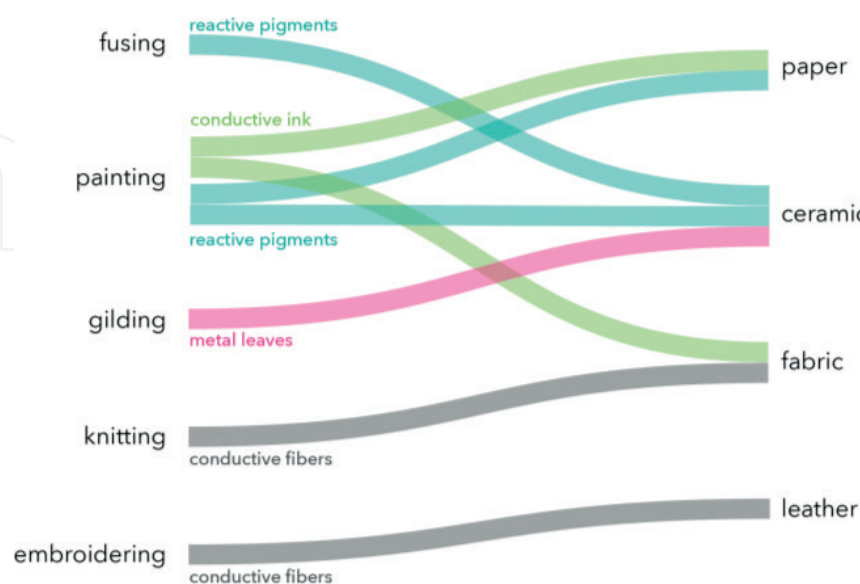 reactive pigments
fusing
paper
conductive ink
painting
ceramic
reactive pigments
gilding
metal leaves
fabric
knitting
conductive fibers
leather
embroidering
conductive fibers